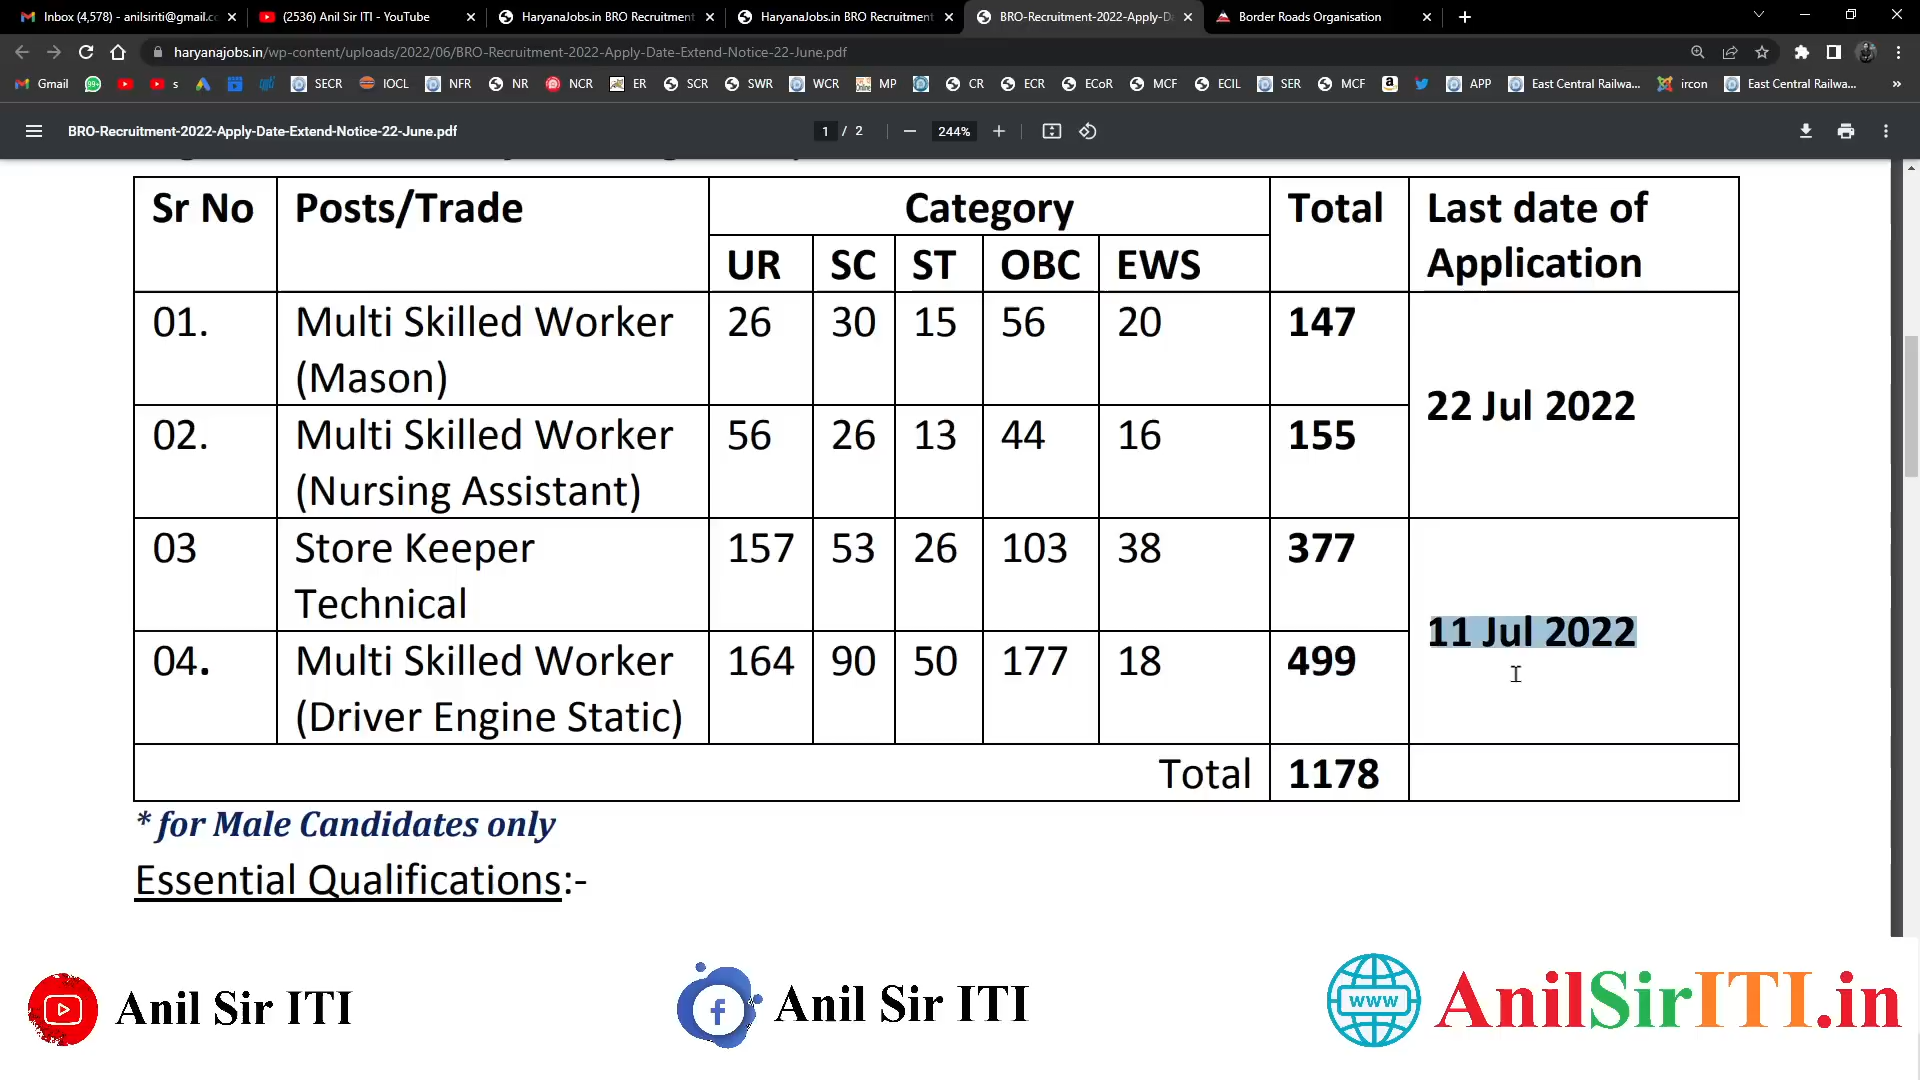 Inbox (4,578) - anilsiriti@gmail.cc
(2536) Anil Sir ITI - YouTube
HaryanaJobs.in BRO Recruitment
HaryanaJobs.in BRO Recruitment
BRO-Recruitment-2022-Apply-Da
Border Roads Organisation
haryanajobs.in/wp-content/uploads/2022/06/BRO-Recruitment-2022-Apply-Date-Extend-Notice-22-June.pdf
Gmail 99+ s SECR IOCL NFR NR NCR ER SCR SWR WCR MP CR ECR ECoR MCF ECIL SER MCF APP East Central Railwa... ircon East Central Railwa... »
BRO-Recruitment-2022-Apply-Date-Extend-Notice-22-June.pdf 1 / 2 — 244% +
Sr No Posts/Trade Category Total Last date of Application
UR SC ST OBC EWS
01. Multi Skilled Worker 26 30 15 56 20 147
(Mason)
22 Jul 2022
02. Multi Skilled Worker 56 26 13 44 16 155
(Nursing Assistant)
03 Store Keeper 157 53 26 103 38 377
Technical
11 Jul 2022
04. Multi Skilled Worker 164 90 50 177 18 499
(Driver Engine Static)
Total 1178
* for Male Candidates only
Essential Qualifications:-
Anil Sir ITI
f Anil Sir ITI
www AnilSirITI.in